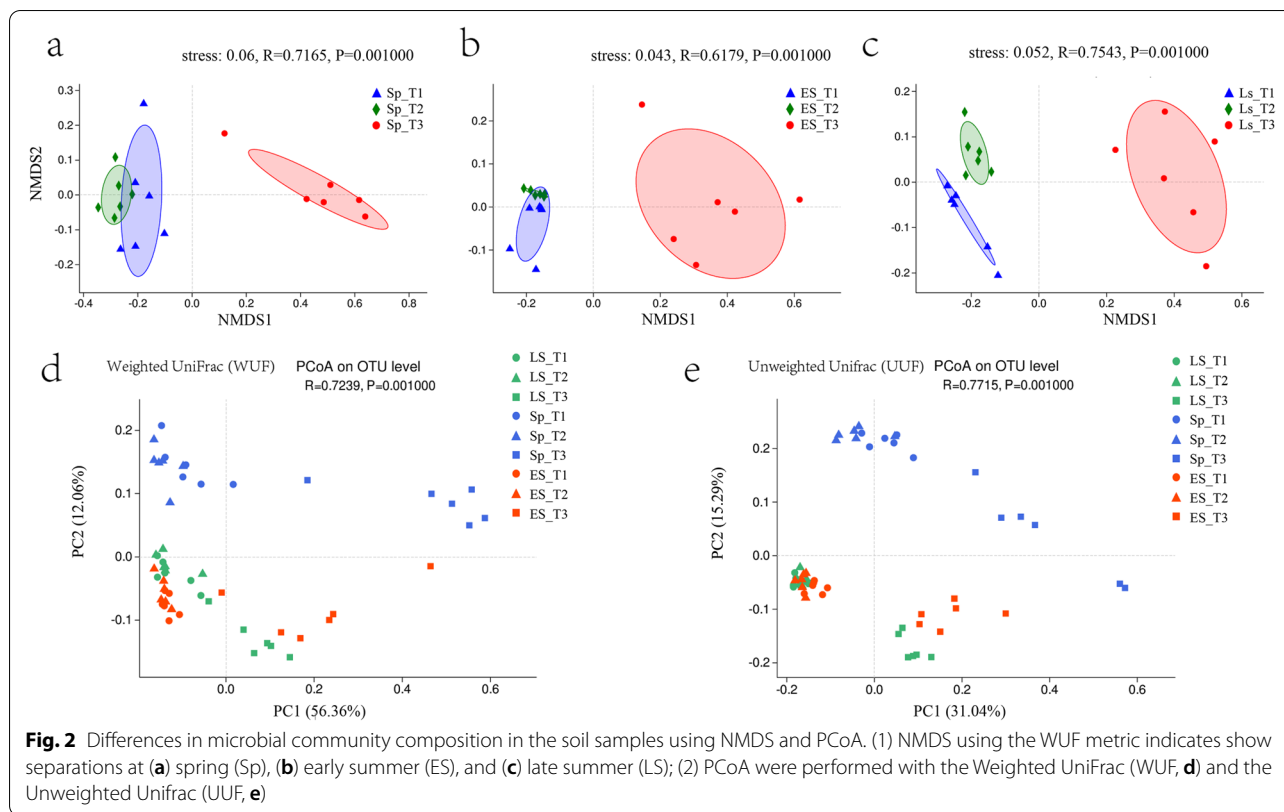 a
stress: 0.06, R=0.7165, P=0.001000
Sp_T1
Sp_T2
Sp_T3
NMDS2
0.3
0.2
0.1
0.0
-0.1
-0.2
-0.4
-0.2
0.0
0.2
0.4
0.6
0.8
NMDS1
b
stress: 0.043, R=0.6179, P=0.001000
ES_T1
ES_T2
ES_T3
0.2
0.1
0.0
-0.1
-0.2
0.0
0.2
0.4
0.6
NMDS1
c
stress: 0.052, R=0.7543, P=0.001000
Ls_T1
Ls_T2
Ls_T3
0.2
0.1
0.0
-0.1
-0.2
-0.2
0.0
0.2
0.4
0.6
NMDS1
d
Weighted UniFrac (WUF) PCoA on OTU level
R=0.7239, P=0.001000
LS_T1
LS_T2
LS_T3
Sp_T1
Sp_T2
Sp_T3
ES_T1
ES_T2
ES_T3
PC2 (12.06%)
0.2
0.1
0.0
-0.1
0.0
0.2
0.4
0.6
PC1 (56.36%)
e
Unweighted Unifrac (UUF) PCoA on OTU level
R=0.7715, P=0.001000
LS_T1
LS_T2
LS_T3
Sp_T1
Sp_T2
Sp_T3
ES_T1
ES_T2
ES_T3
PC2 (15.29%)
0.2
0.1
0.0
-0.1
-0.2
-0.2
0.0
0.2
0.4
0.6
PC1 (31.04%)
Fig. 2 Differences in microbial community composition in the soil samples using NMDS and PCoA. (1) NMDS using the WUF metric indicates show
separations at (a) spring (Sp), (b) early summer (ES), and (c) late summer (LS); (2) PCoA were performed with the Weighted UniFrac (WUF, d) and the
Unweighted Unifrac (UUF, e)